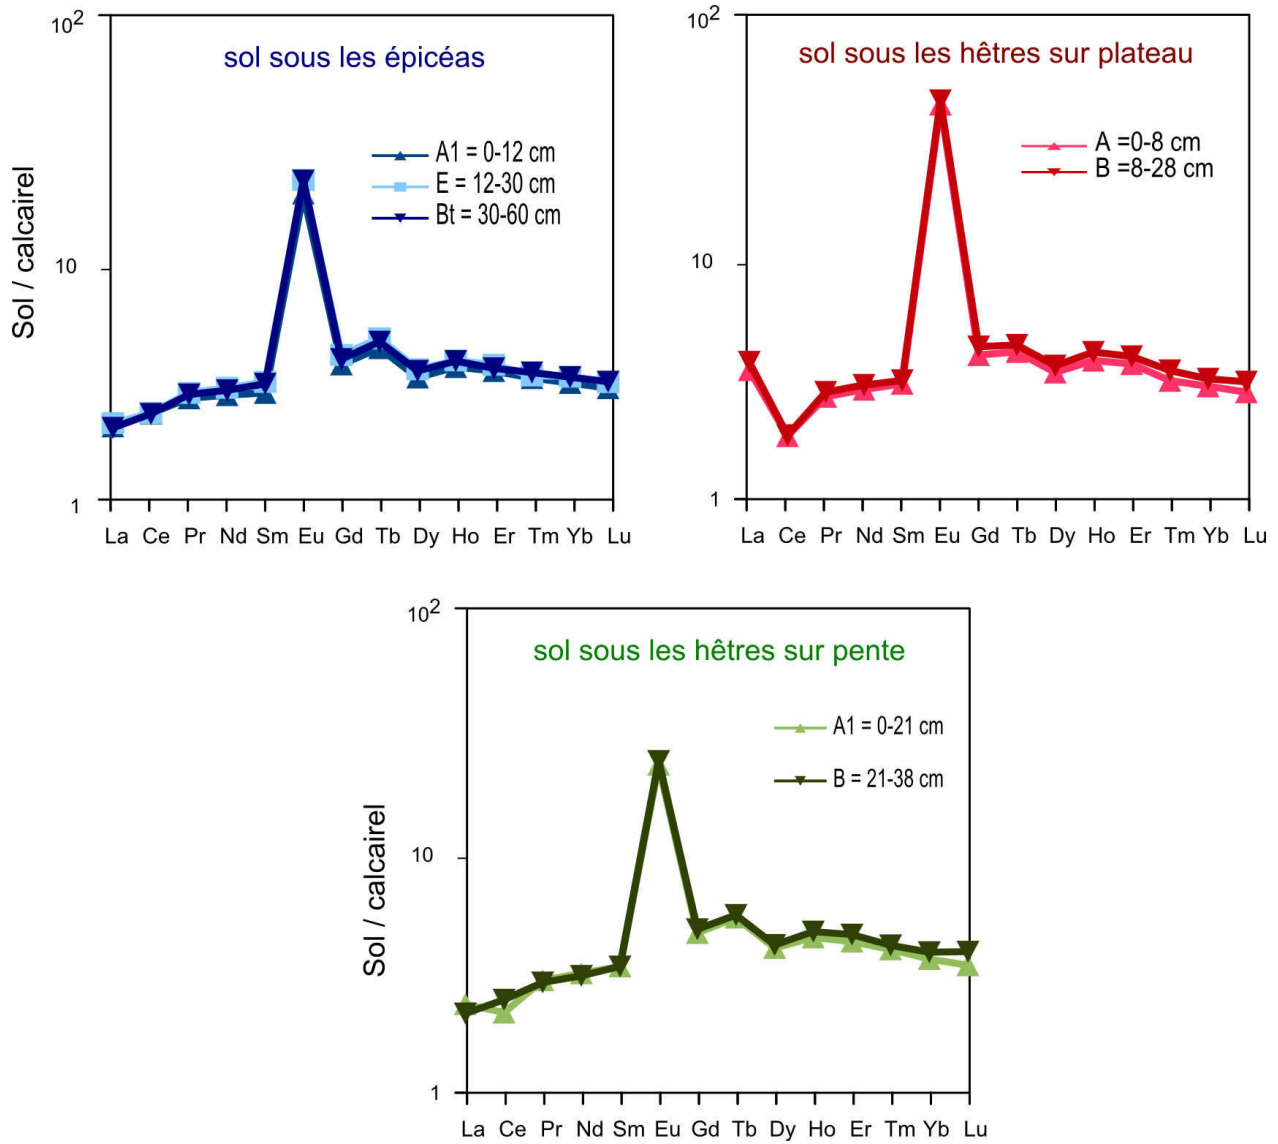 10²
sol sous les épicéas
A1 = 0-12 cm
E = 12-30 cm
Bt = 30-60 cm
10
1
Sol / calcairel
La Ce Pr Nd Sm Eu Gd Tb Dy Ho Er Tm Yb Lu
10²
sol sous les hêtres sur plateau
A =0-8 cm
B =8-28 cm
10
1
La Ce Pr Nd Sm Eu Gd Tb Dy Ho Er Tm Yb Lu
10²
sol sous les hêtres sur pente
A1 = 0-21 cm
B = 21-38 cm
10
1
Sol / calcairel
La Ce Pr Nd Sm Eu Gd Tb Dy Ho Er Tm Yb Lu